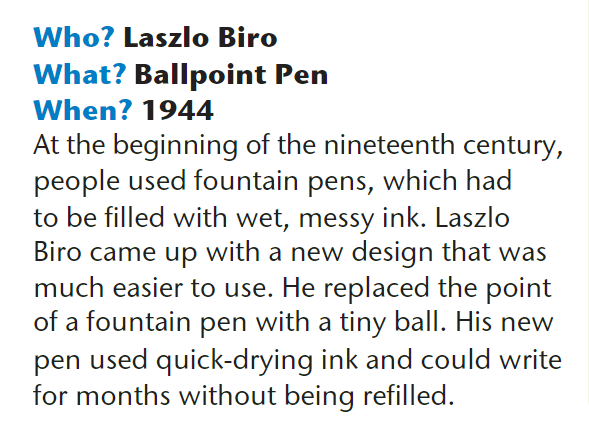 Who? Laszlo Biro
What? Ballpoint Pen
When? 1944
At the beginning of the nineteenth century,
people used fountain pens, which had
to be filled with wet, messy ink. Laszlo
Biro came up with a new design that was
much easier to use. He replaced the point
of a fountain pen with a tiny ball. His new
pen used quick-drying ink and could write
for months without being refilled.